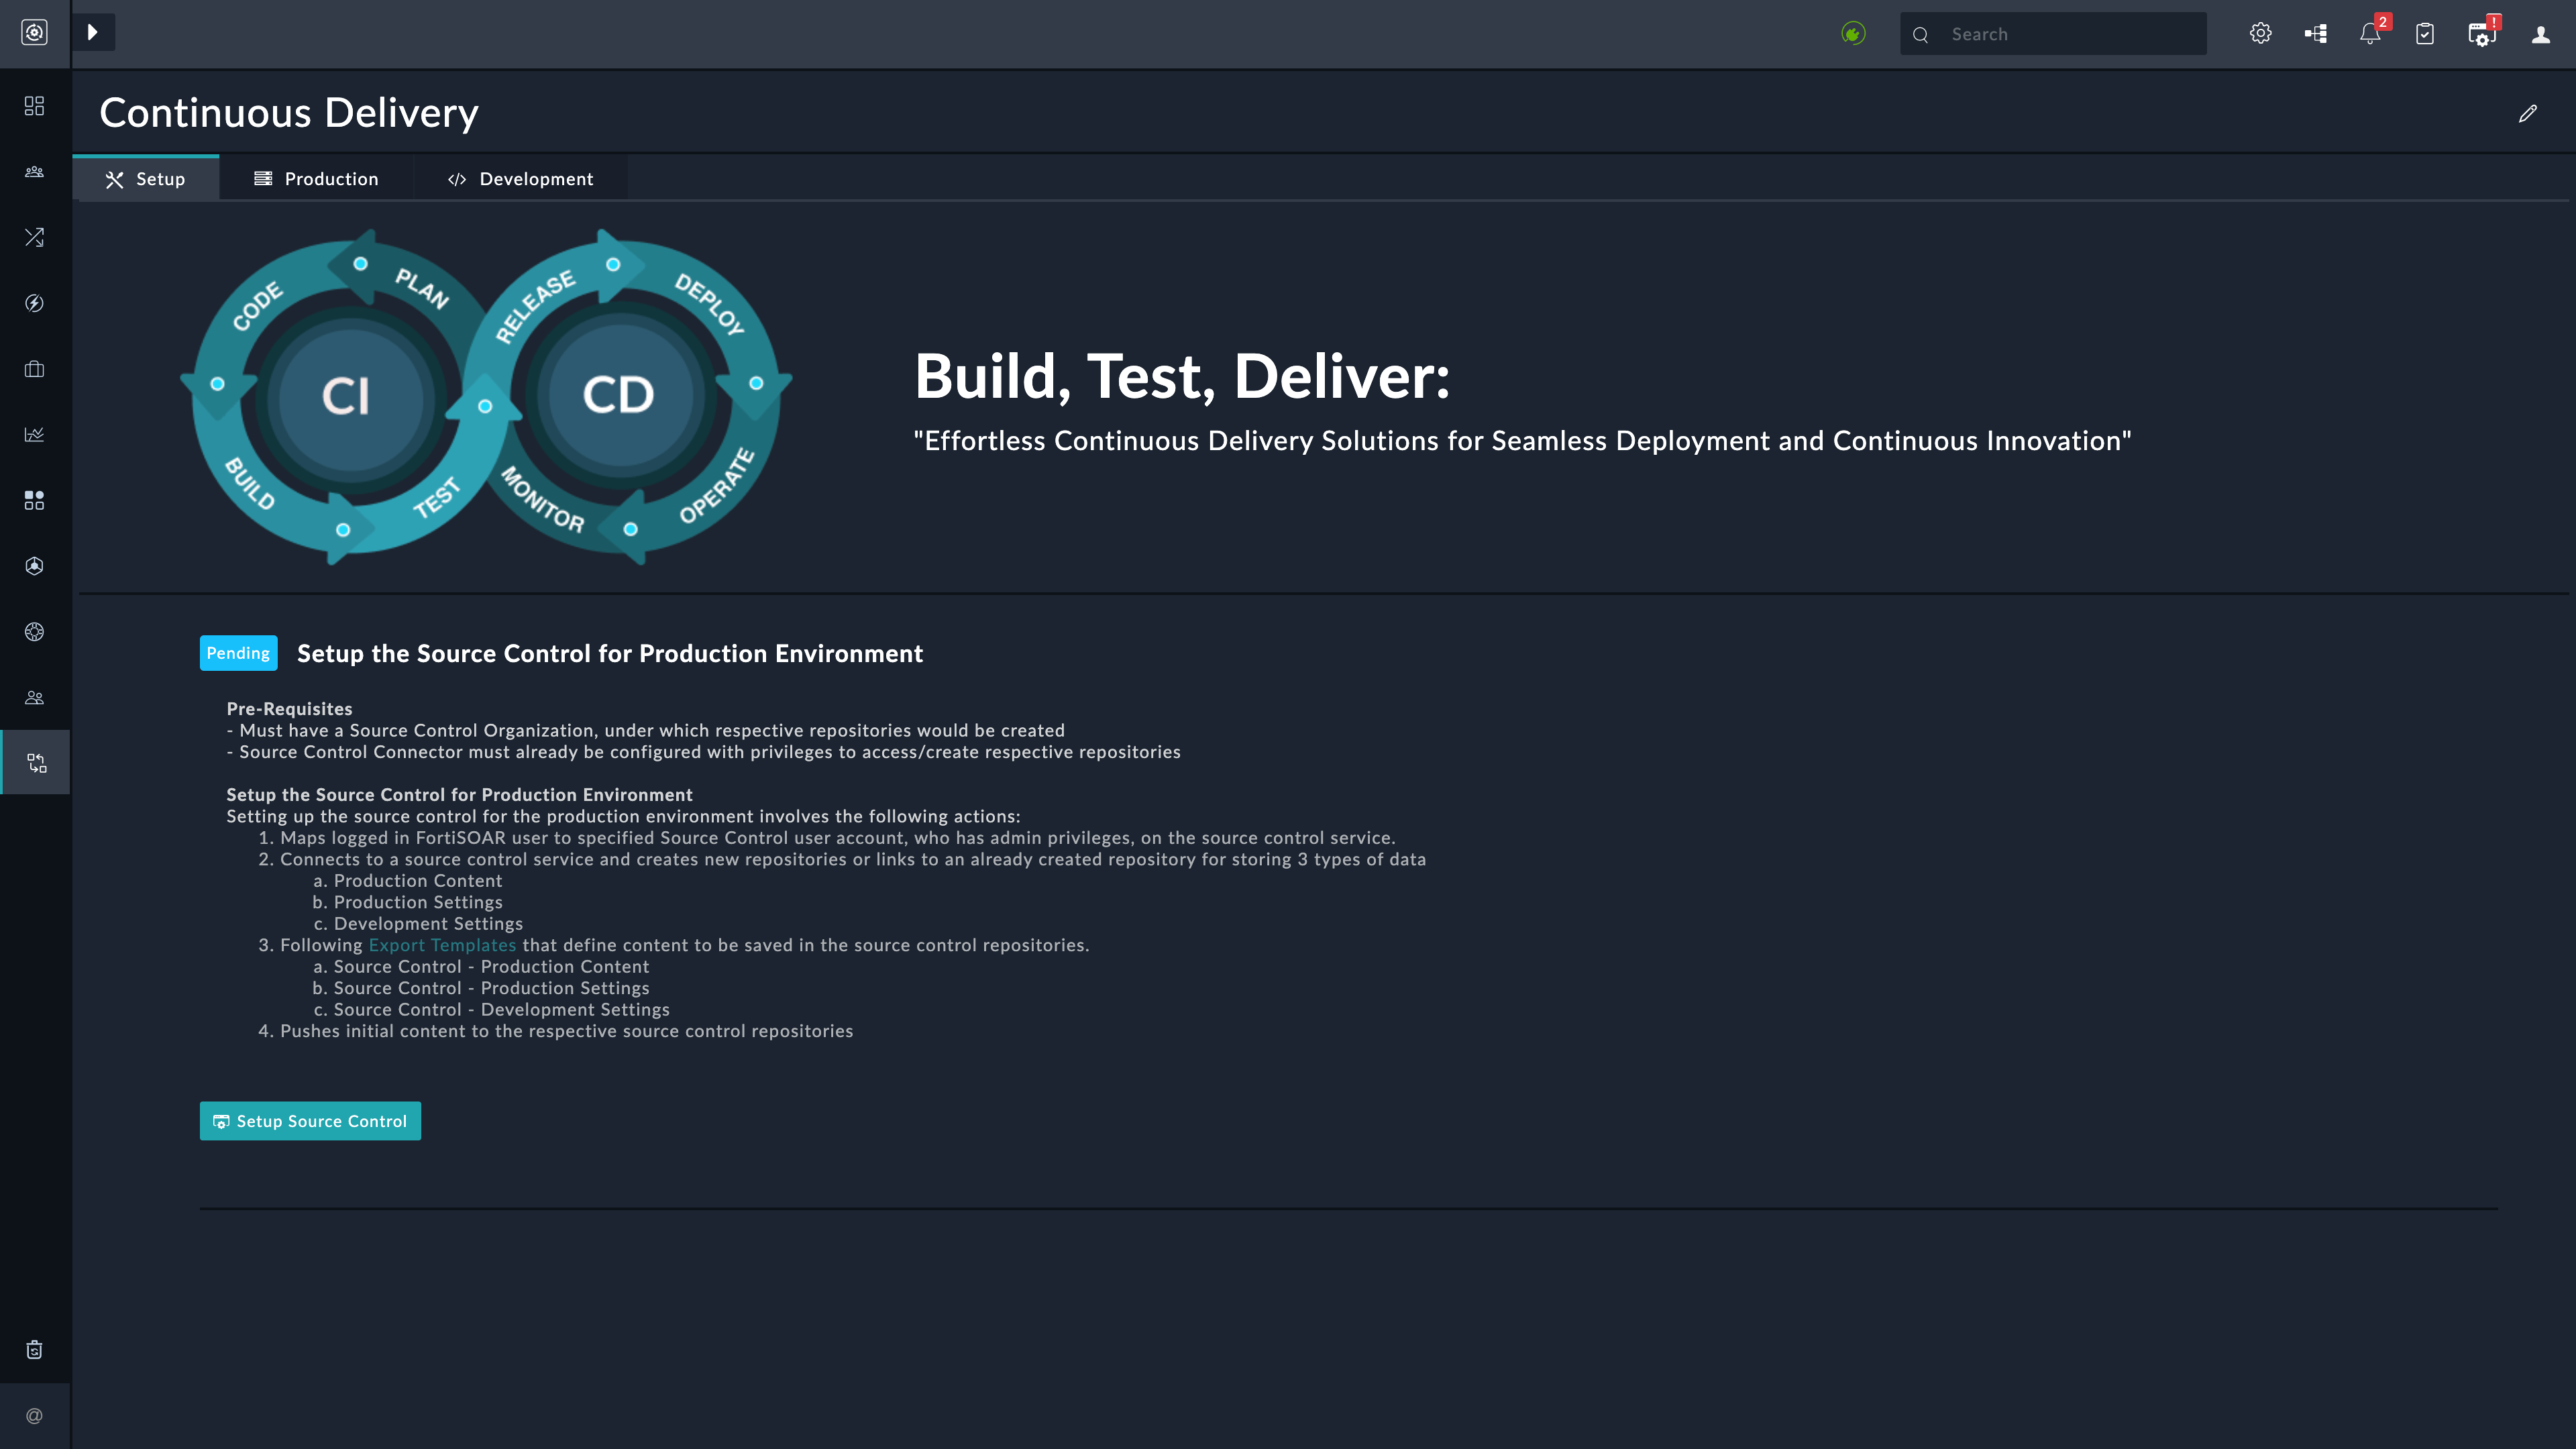 2
!
Search
Continuous Delivery
Setup
Production
Development
PLAN
CODE
BUILD
TEST
RELEASE
DEPLOY
OPERATE
MONITOR
CI
CD
Build, Test, Deliver:
"Effortless Continuous Delivery Solutions for Seamless Deployment and Continuous Innovation"
Pending
Setup the Source Control for Production Environment
Pre-Requisites
- Must have a Source Control Organization, under which respective repositories would be created
- Source Control Connector must already be configured with privileges to access/create respective repositories
Setup the Source Control for Production Environment
Setting up the source control for the production environment involves the following actions:
1. Maps logged in FortiSOAR user to specified Source Control user account, who has admin privileges, on the source control service.
2. Connects to a source control service and creates new repositories or links to an already created repository for storing 3 types of data
a. Production Content
b. Production Settings
c. Development Settings
3. Following Export Templates that define content to be saved in the source control repositories.
a. Source Control - Production Content
b. Source Control - Production Settings
c. Source Control - Development Settings
4. Pushes initial content to the respective source control repositories
Setup Source Control
@